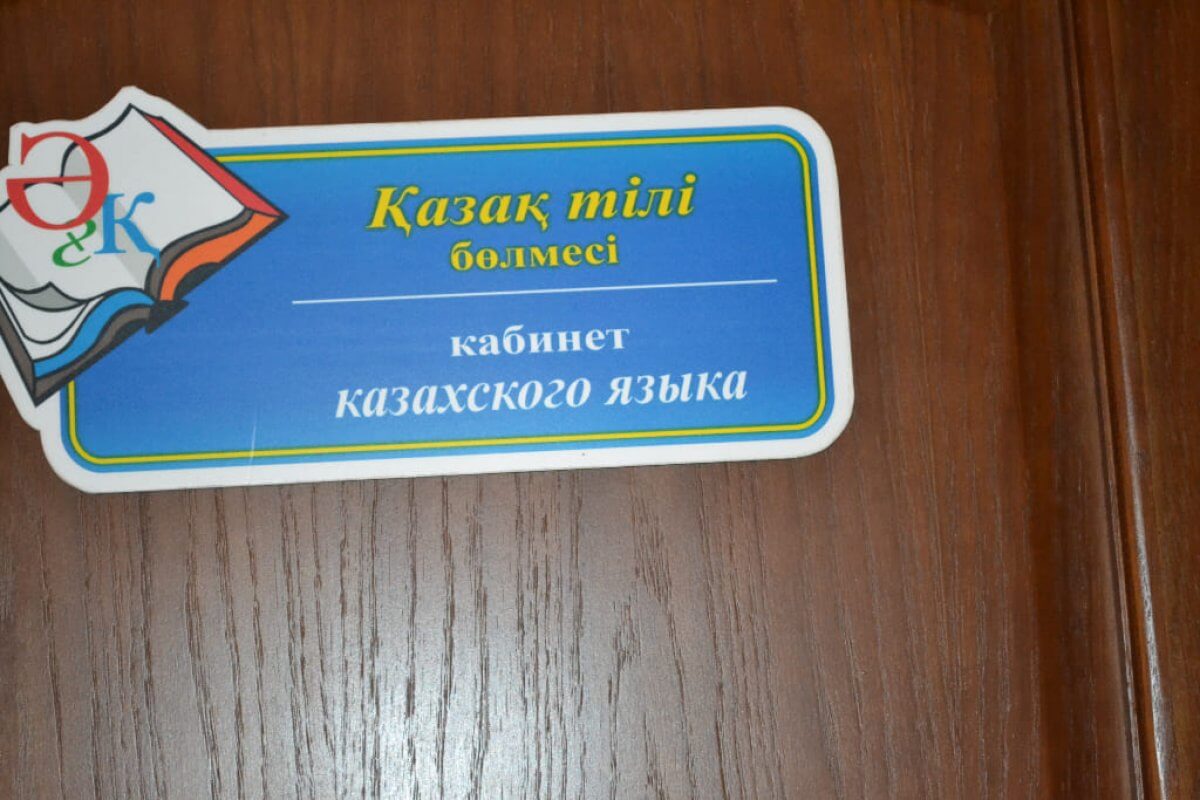 Ә
ғ Қ
Қазақ тілі
бөлмесі
кабинет
казахского языка